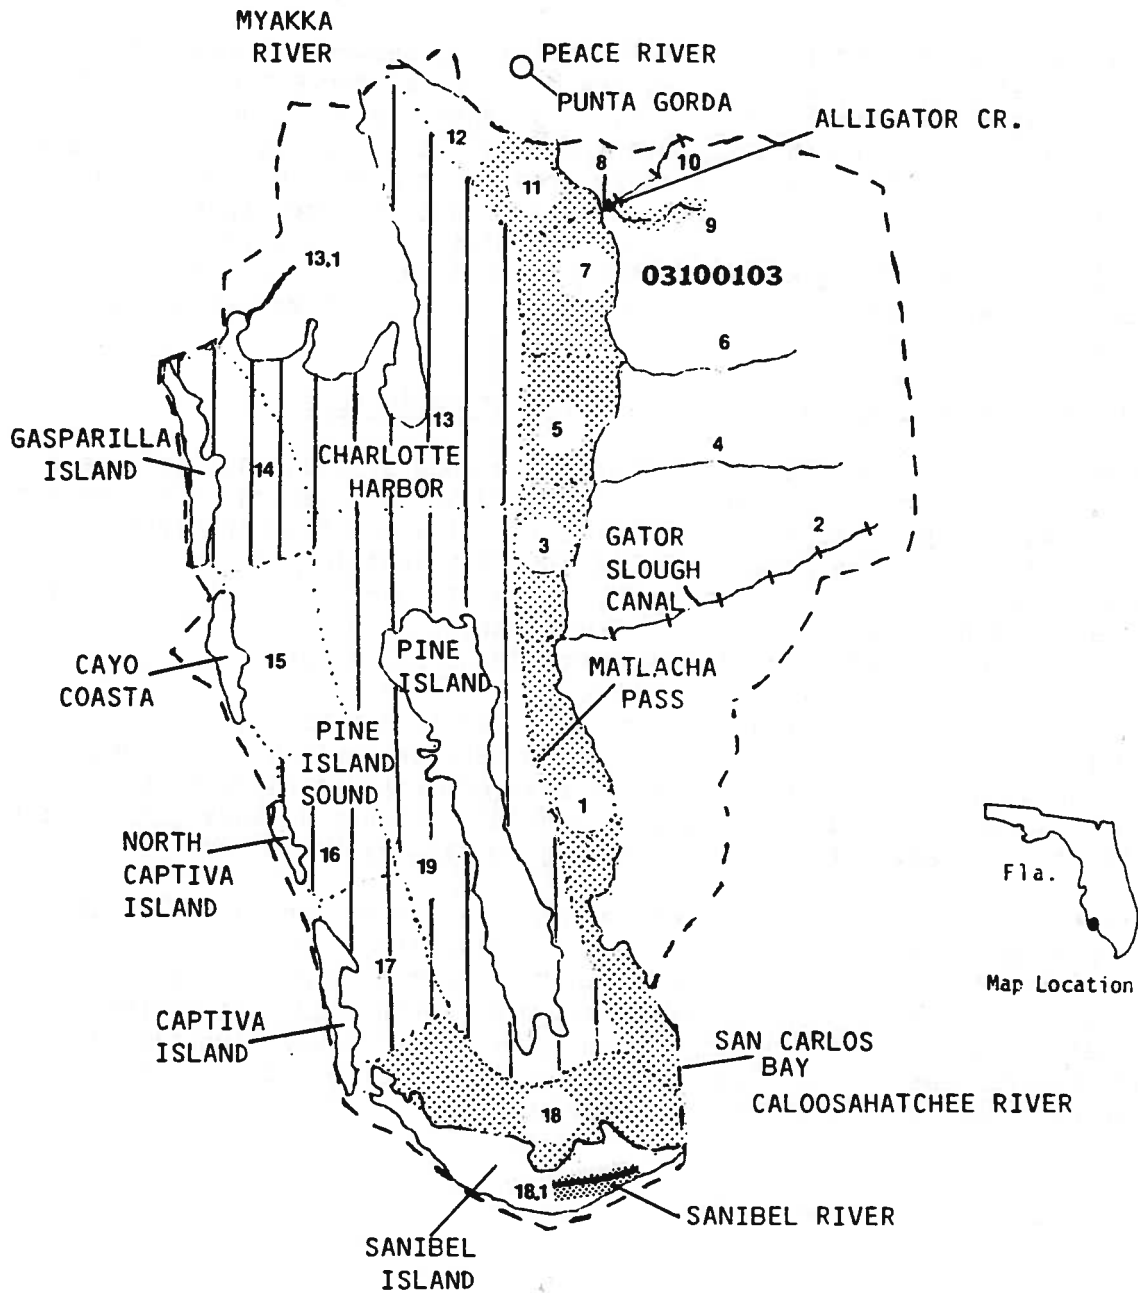 MYAKKA
RIVER
PEACE RIVER
PUNTA GORDA
ALLIGATOR CR.
12
8
10
11
9
13.1
7
03100103
6
13
5
4
GASPARILLA
ISLAND
14
CHARLOTTE
HARBOR
2
3
GATOR
SLOUGH
CANAL
PINE
ISLAND
15
CAYO
COASTA
MATLACHA
PASS
PINE
ISLAND
SOUND
1
NORTH
CAPTIVA
ISLAND
16
19
Fla.
17
Map Location
CAPTIVA
ISLAND
SAN CARLOS
BAY
CALOOSAHATCHEE RIVER
18
18.1
SANIBEL RIVER
SANIBEL
ISLAND